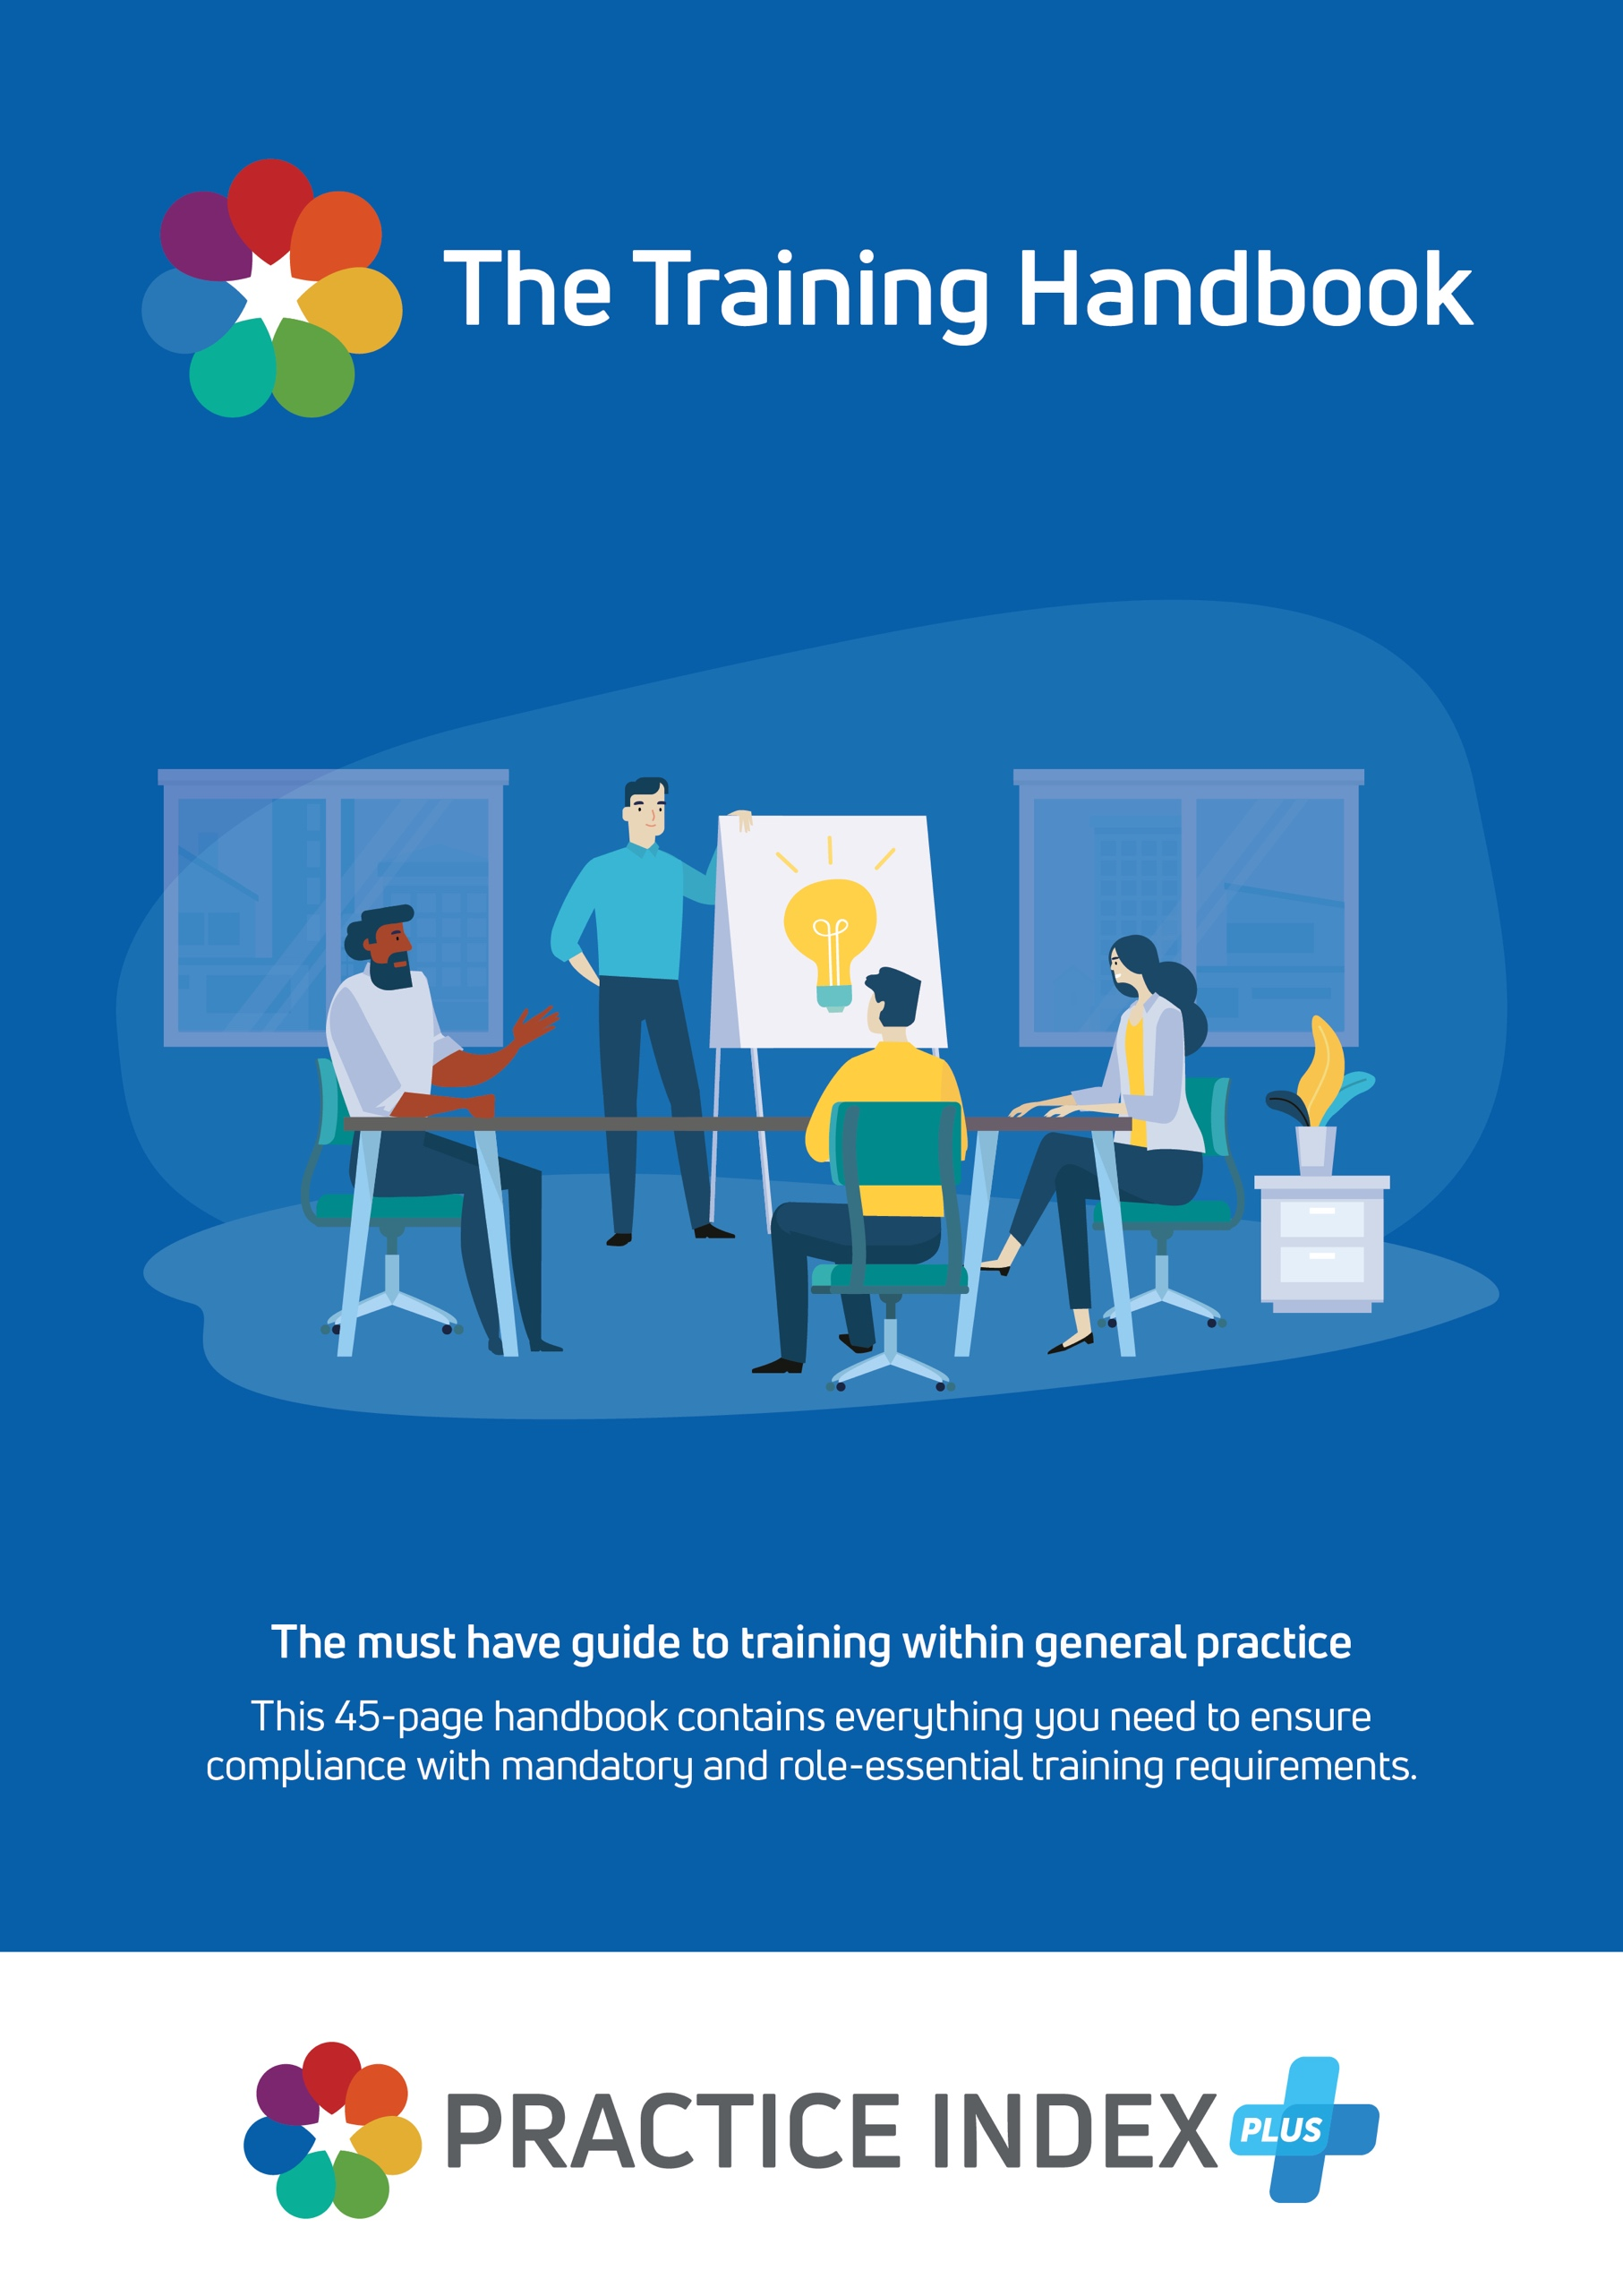 The Training Handbook
The must have guide to training within general practice
This 45-page handbook contains everything you need to ensure
compliance with mandatory and role-essential training requirements.
PRACTICE INDEX PLUS